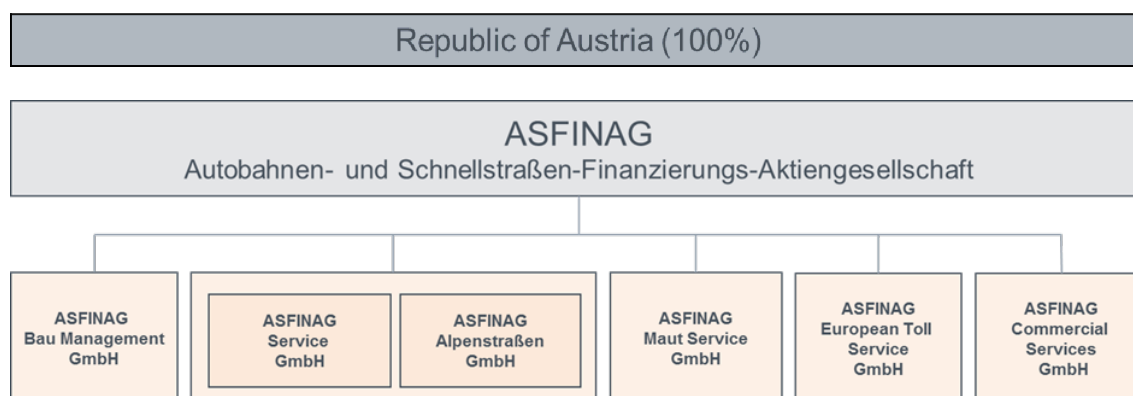 Republic of Austria (100%)
ASFINAG
Autobahnen- und Schnellstraßen-Finanzierungs-Aktiengesellschaft
ASFINAG
Bau Management
GmbH
ASFINAG
Service
GmbH
ASFINAG
Alpenstraßen
GmbH
ASFINAG
Maut Service
GmbH
ASFINAG
European Toll
Service
GmbH
ASFINAG
Commercial
Services
GmbH